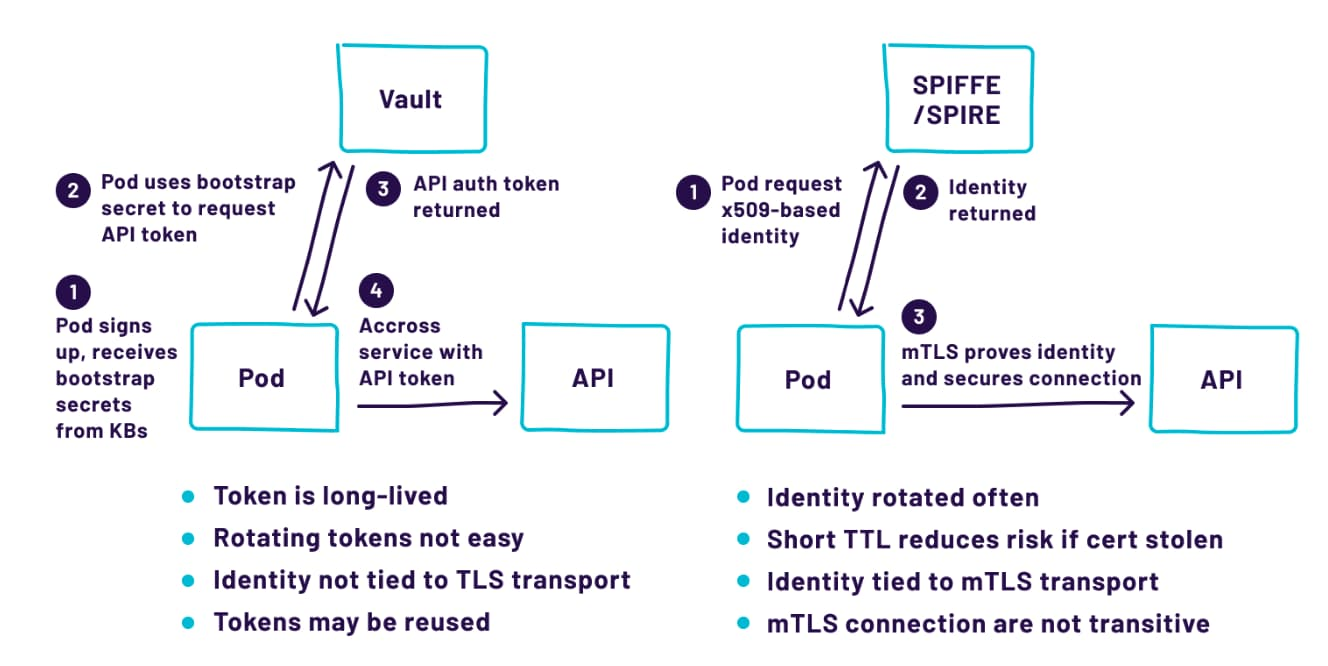 Vault
2
Pod uses bootstrap
secret to request
API token
3
API auth token
returned
1
Pod signs
up, receives
bootstrap
secrets
from KBs
Pod
4
Accross
service with
API token
API
Token is long-lived
Rotating tokens not easy
Identity not tied to TLS transport
Tokens may be reused
SPIFFE
/SPIRE
1
Pod request
x509-based
identity
2
Identity
returned
Pod
3
mTLS proves identity
and secures connection
API
Identity rotated often
Short TTL reduces risk if cert stolen
Identity tied to mTLS transport
mTLS connection are not transitive